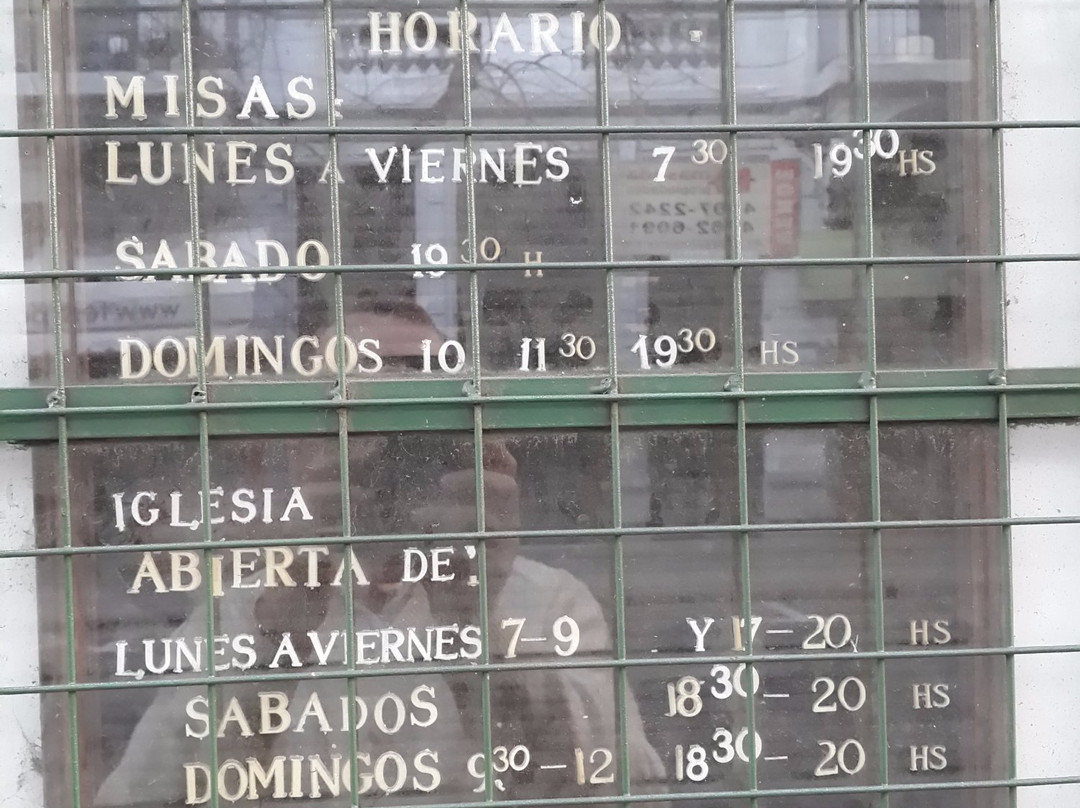 HORARIO
MISAS:
LUNES A VIERNES 7 30 19 30 HS
SABADO 19 30 H
DOMINGOS 10 11 30 19 30 HS
IGLESIA
ABIERTA DE:
LUNES A VIERNES 7-9 Y 17-20 HS
SABADOS 18 30 - 20 HS
DOMINGOS 9 30 - 12 18 30 - 20 HS